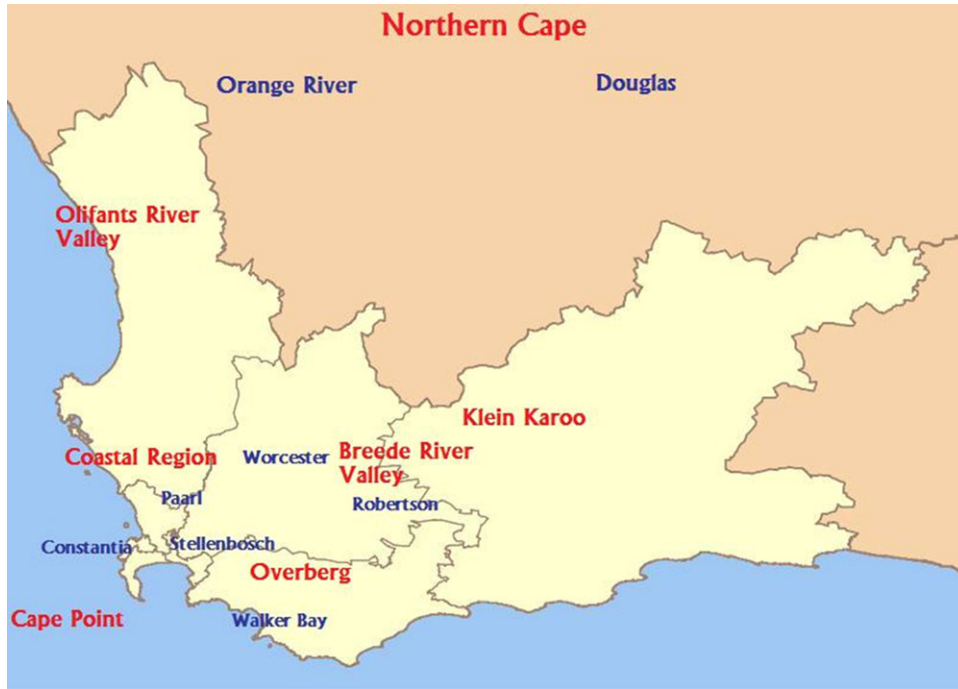 Northern Cape
Orange River
Douglas
Olifants River
Valley
Klein Karoo
Coastal Region
Worcester
Breede River
Valley
Paarl
Robertson
Constantia
Stellenbosch
Overberg
Cape Point
Walker Bay